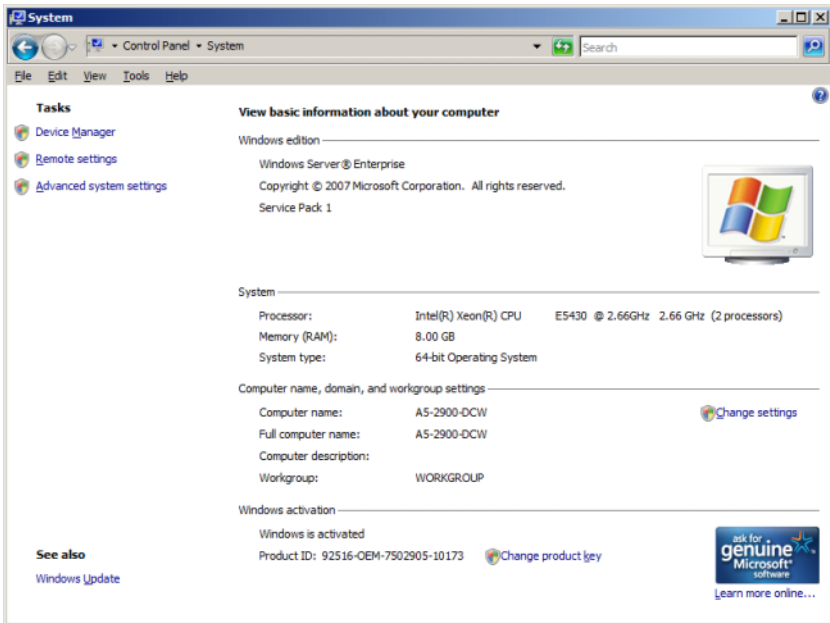 System
Control Panel System
Search
File Edit View Tools Help
Tasks
Device Manager
Remote settings
Advanced system settings
See also
Windows Update
View basic information about your computer
Windows edition
Windows Server® Enterprise
Copyright © 2007 Microsoft Corporation. All rights reserved.
Service Pack 1
System
Processor: Intel(R) Xeon(R) CPU E5430 @ 2.66GHz 2.66 GHz (2 processors)
Memory (RAM): 8.00 GB
System type: 64-bit Operating System
Computer name, domain, and workgroup settings
Computer name: A5-2900-DCW
Change settings
Full computer name: A5-2900-DCW
Computer description:
Workgroup: WORKGROUP
Windows activation
Windows is activated
Product ID: 92516-OEM-7502905-10173 Change product key
ask for
genuine
Microsoft®
software
Learn more online...